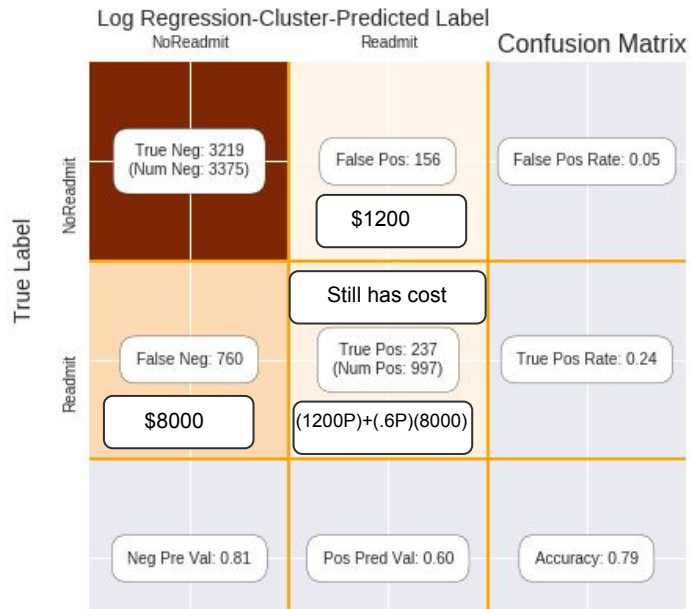 Log Regression-Cluster-Predicted Label
NoReadmit
Readmit
Confusion Matrix
True Label
NoReadmit
True Neg: 3219
(Num Neg: 3375)
False Pos: 156
$1200
False Pos Rate: 0.05
Readmit
False Neg: 760
$8000
Still has cost
True Pos: 237
(Num Pos: 997)
(1200P)+(.6P)(8000)
True Pos Rate: 0.24
Neg Pre Val: 0.81
Pos Pred Val: 0.60
Accuracy: 0.79